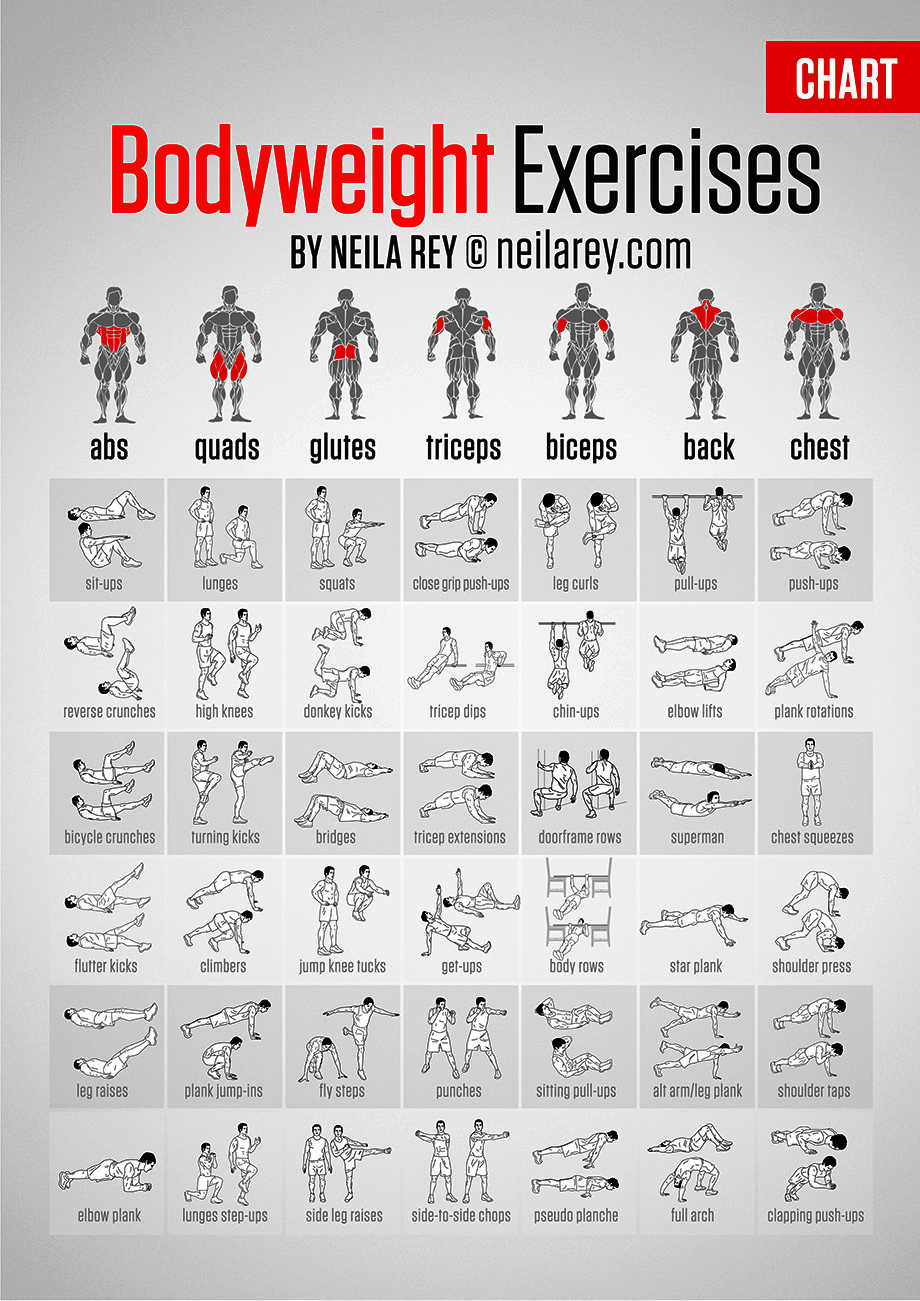 CHART
Bodyweight Exercises
BY NEILA REY © neilarey.com
abs quads glutes triceps biceps back chest
sit-ups lunges squats close grip push-ups leg curls pull-ups push-ups
reverse crunches high knees donkey kicks tricep dips chin-ups elbow lifts plank rotations
bicycle crunches turning kicks bridges tricep extensions doorframe rows superman chest squeezes
flutter kicks climbers jump knee tucks get-ups body rows star plank shoulder press
leg raises plank jump-ins fly steps punches sitting pull-ups alt arm/leg plank shoulder taps
elbow plank lunges step-ups side leg raises side-to-side chops pseudo planche full arch clapping push-ups